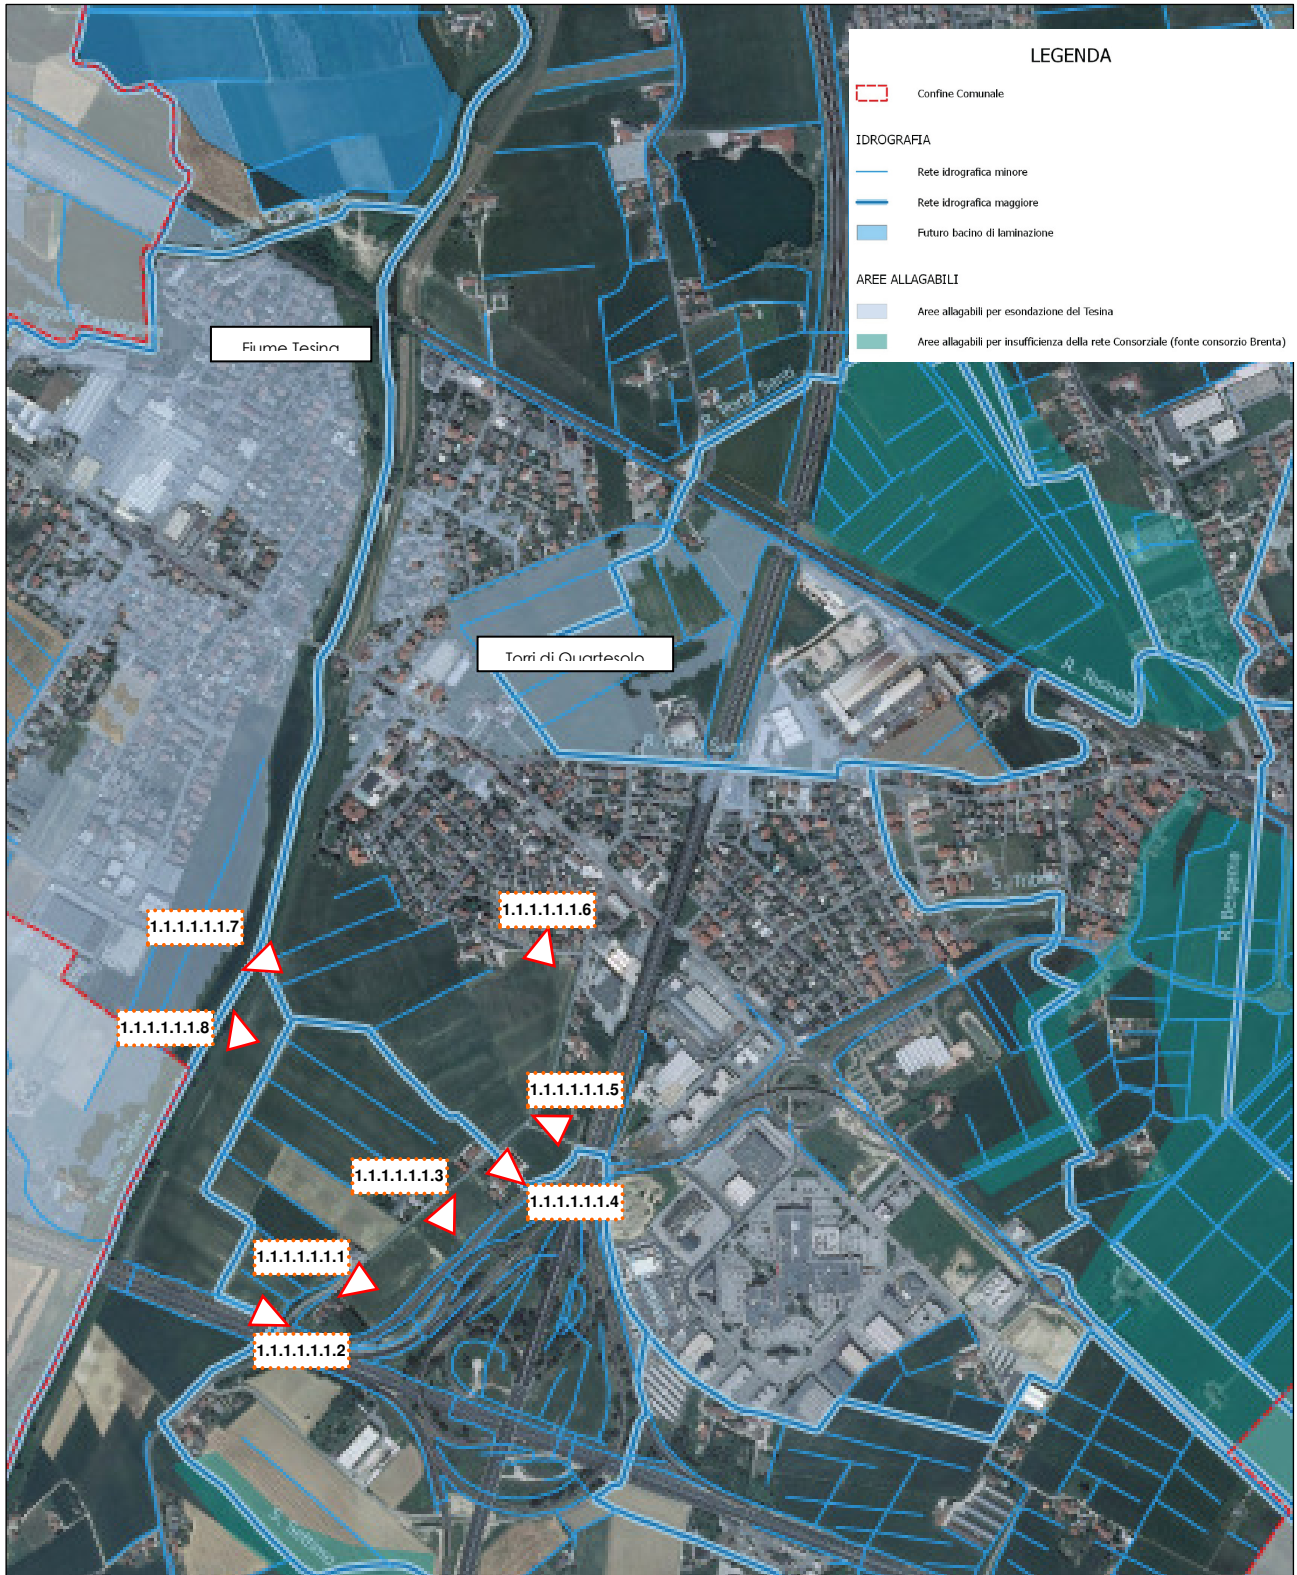 LEGENDA
Confine Comunale
IDROGRAFIA
Rete idrografica minore
Rete idrografica maggiore
Futuro bacino di laminazione
AREE ALLAGABILI
Aree allagabili per esondazione del Tesina
Aree allagabili per insufficienza della rete Consorziale (fonte consorzio Brenta)
Fiume Tesina
Torri di Quartesolo
R. Bergana
1.1.1.1.1.1.6
1.1.1.1.1.1.7
1.1.1.1.1.1.8
1.1.1.1.1.1.5
1.1.1.1.1.1.3
1.1.1.1.1.1.4
1.1.1.1.1.1.1
1.1.1.1.1.1.2